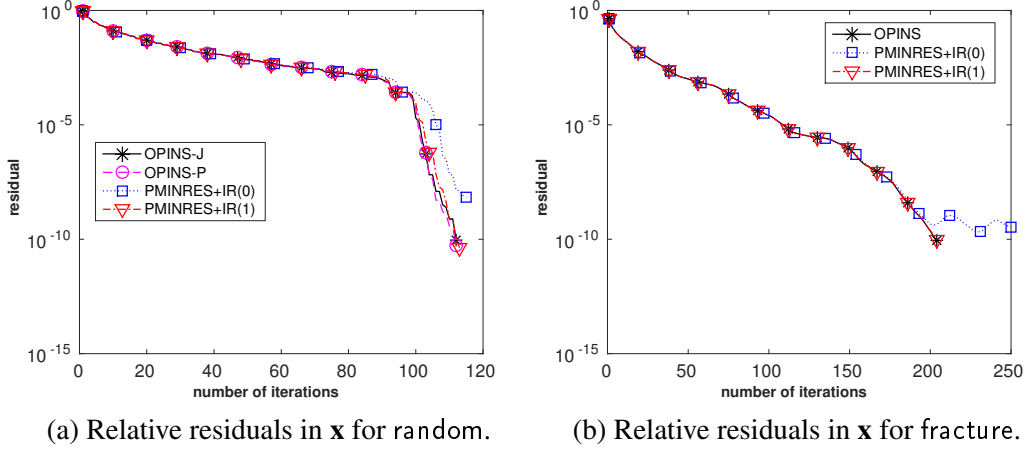 10^0
10^-5
10^-10
10^-15
residual
0 20 40 60 80 100 120
number of iterations
OPINS-J
OPINS-P
PMINRES+IR(0)
PMINRES+IR(1)
(a) Relative residuals in x for random.
10^0
10^-5
10^-10
10^-15
residual
0 50 100 150 200 250
number of iterations
OPINS
PMINRES+IR(0)
PMINRES+IR(1)
(b) Relative residuals in x for fracture.